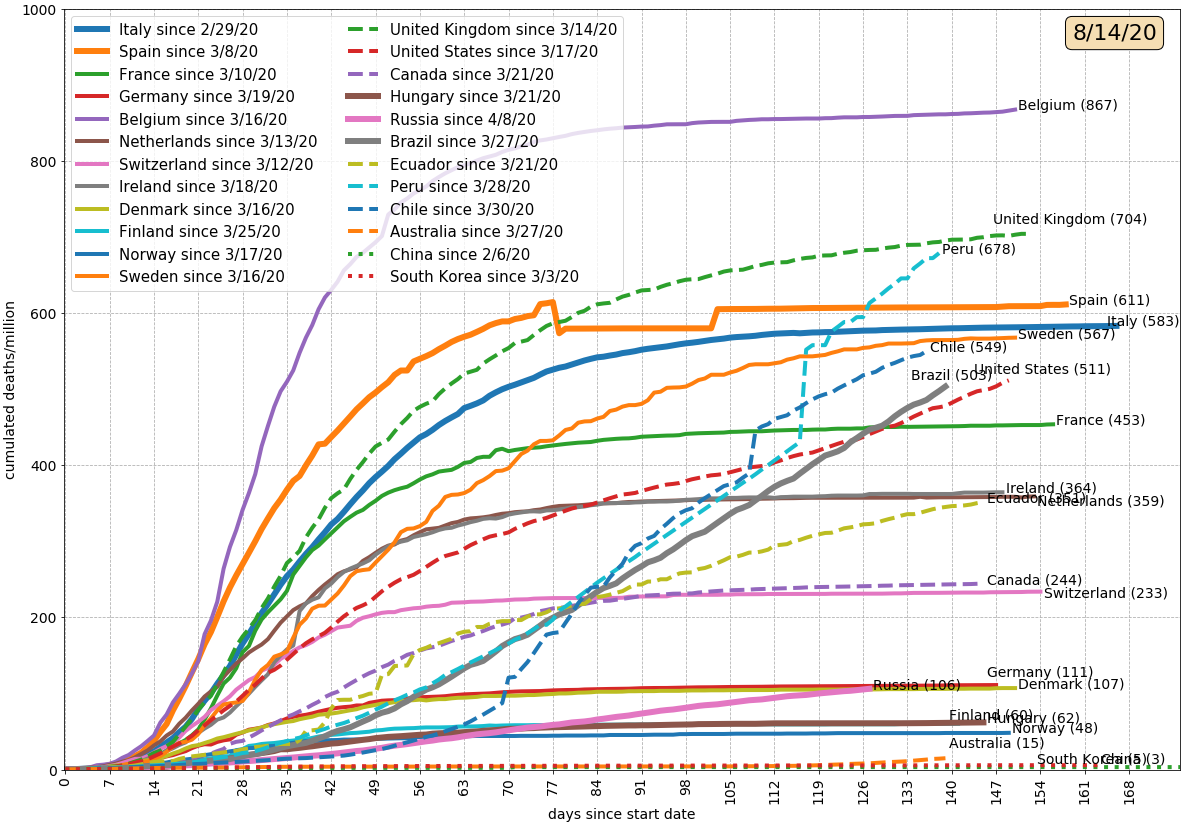 1000
800
600
400
200
0
cumulated deaths/million
Italy since 2/29/20
Spain since 3/8/20
France since 3/10/20
Germany since 3/19/20
Belgium since 3/16/20
Netherlands since 3/13/20
Switzerland since 3/12/20
Ireland since 3/18/20
Denmark since 3/16/20
Finland since 3/25/20
Norway since 3/17/20
Sweden since 3/16/20
United Kingdom since 3/14/20
United States since 3/17/20
Canada since 3/21/20
Hungary since 3/21/20
Russia since 4/8/20
Brazil since 3/27/20
Ecuador since 3/21/20
Peru since 3/28/20
Chile since 3/30/20
Australia since 3/27/20
China since 2/6/20
South Korea since 3/3/20
8/14/20
Belgium (867)
United Kingdom (704)
Peru (678)
Spain (611)
Italy (583)
Sweden (567)
Chile (549)
United States (511)
Brazil (503)
France (453)
Ireland (364)
Ecuador (351)
Netherlands (359)
Canada (244)
Switzerland (233)
Germany (111)
Denmark (107)
Russia (106)
Finland (60)
Hungary (62)
Norway (48)
Australia (15)
South Korea (5)
China (3)
0 7 14 21 28 35 42 49 56 63 70 77 84 91 98 105 112 119 126 133 140 147 154 161 168
days since start date